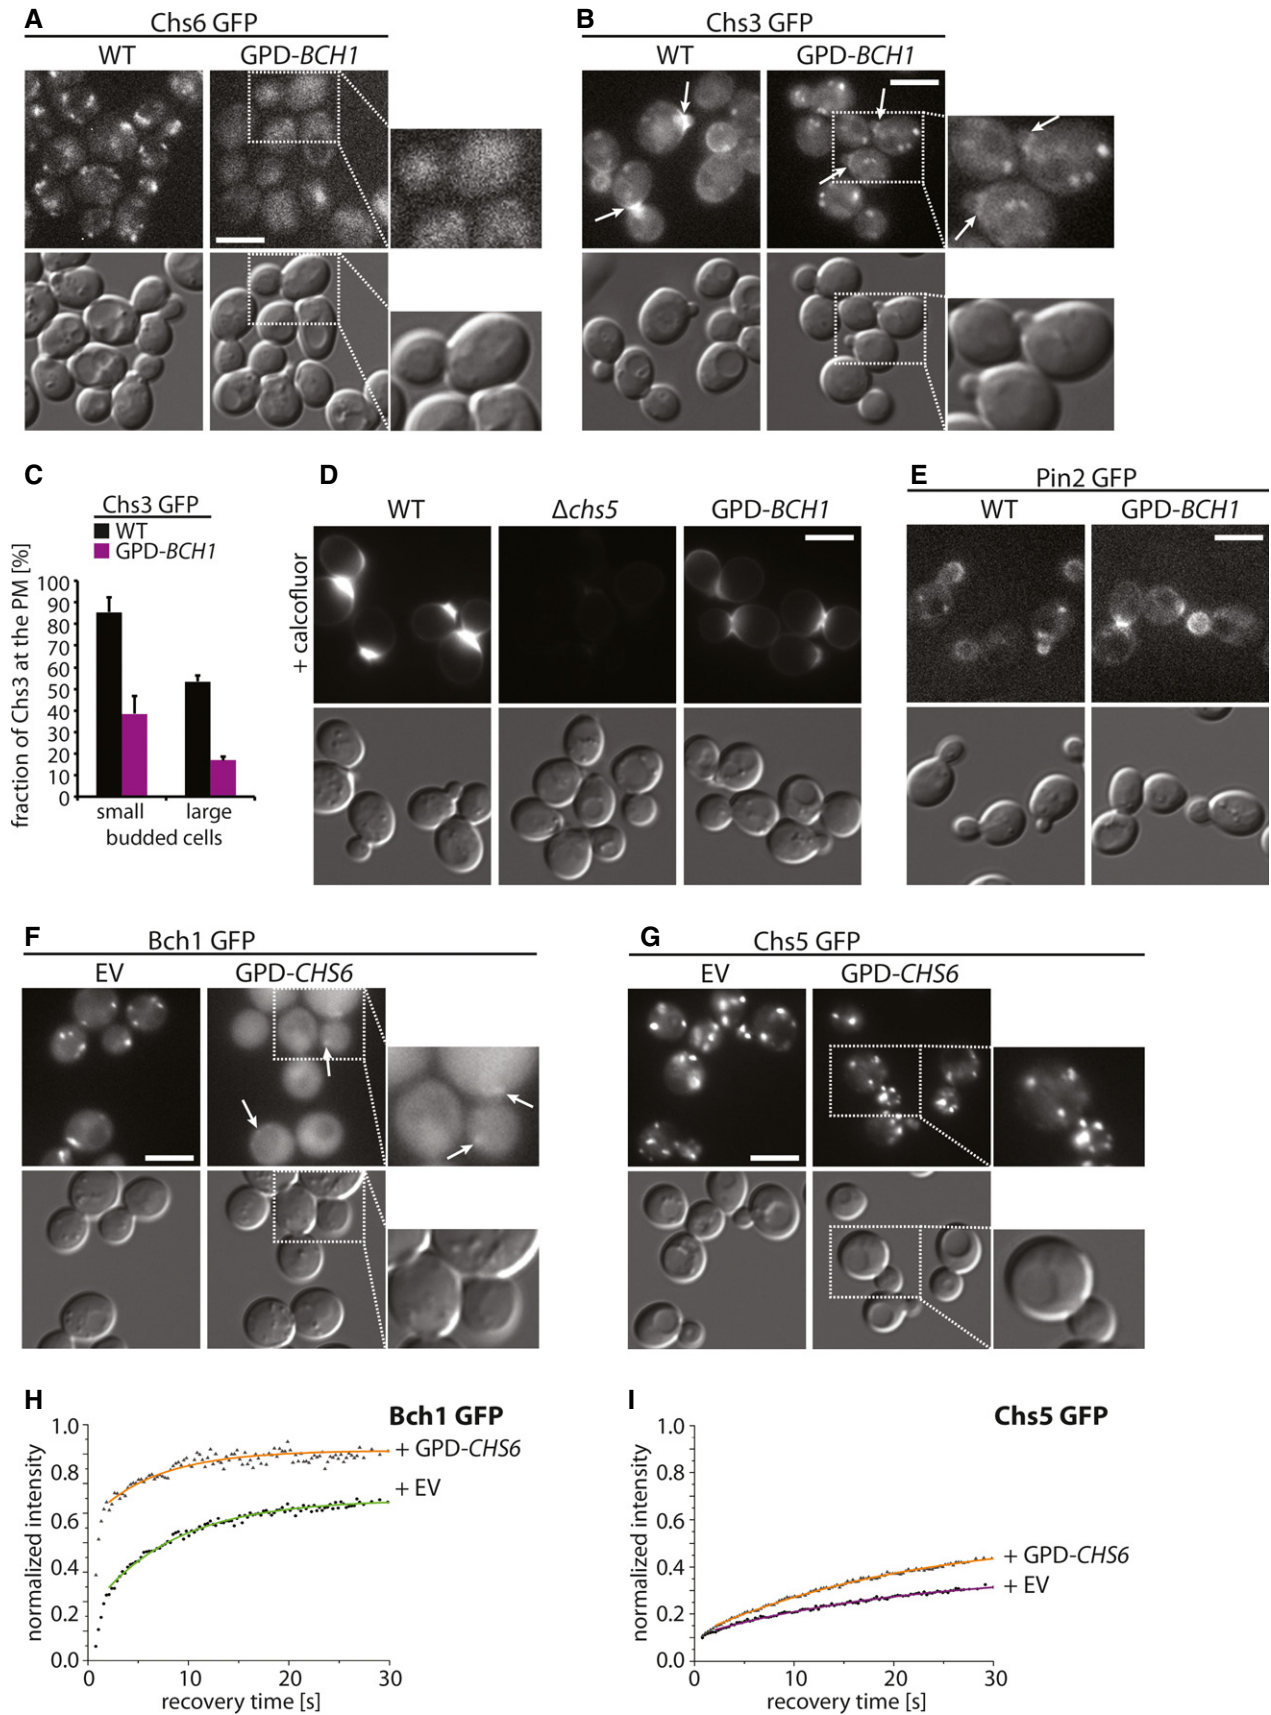 A
Chs6 GFP
WT
GPD-BCH1
B
Chs3 GFP
WT
GPD-BCH1
C
Chs3 GFP
WT
GPD-BCH1
fraction of Chs3 at the PM [%]
100
90
80
70
60
50
40
30
20
10
0
small
large
budded cells
D
WT
Δchs5
GPD-BCH1
+ calcofluor
E
Pin2 GFP
WT
GPD-BCH1
F
Bch1 GFP
EV
GPD-CHS6
G
Chs5 GFP
EV
GPD-CHS6
H
Bch1 GFP
+ GPD-CHS6
+ EV
normalized intensity
1.0
0.8
0.6
0.4
0.2
0.0
0
10
20
30
recovery time [s]
I
Chs5 GFP
+ GPD-CHS6
+ EV
normalized intensity
1.0
0.8
0.6
0.4
0.2
0.0
0
10
20
30
recovery time [s]